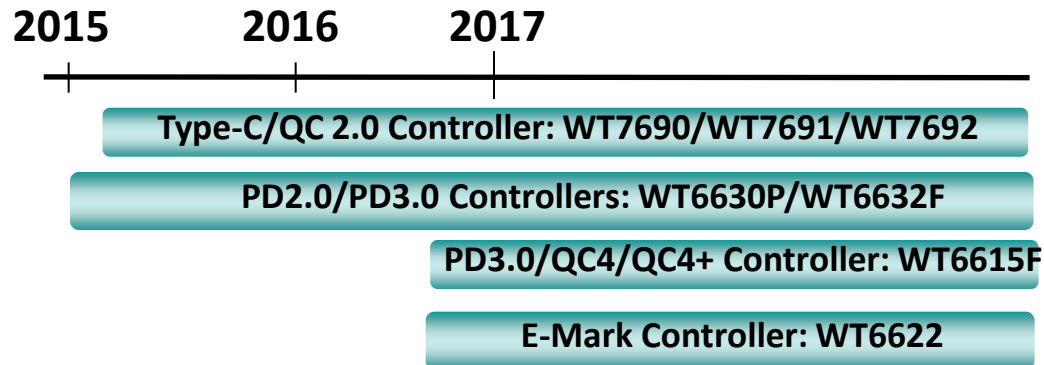 2015 2016 2017
Type-C/QC 2.0 Controller: WT7690/WT7691/WT7692
PD2.0/PD3.0 Controllers: WT6630P/WT6632F
PD3.0/QC4/QC4+ Controller: WT6615F
E-Mark Controller: WT6622